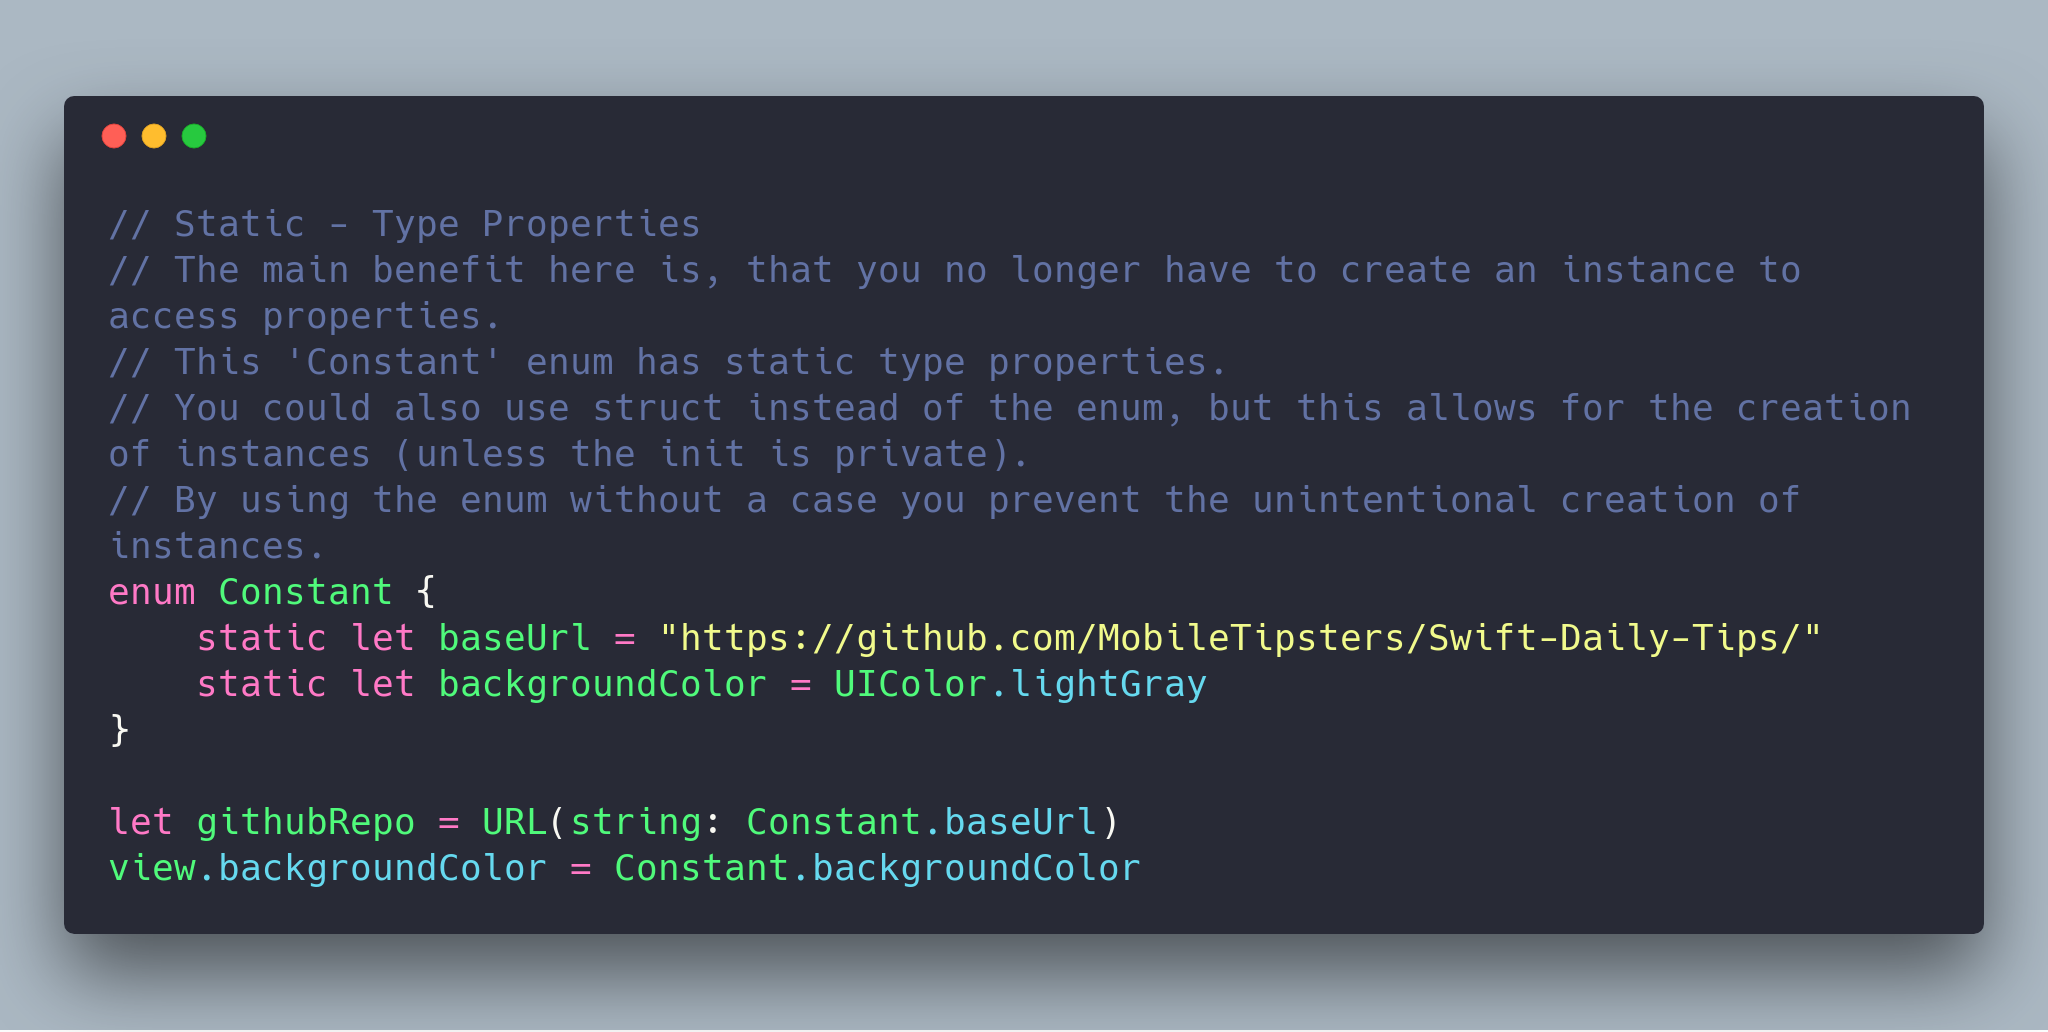 // Static - Type Properties
// The main benefit here is, that you no longer have to create an instance to
access properties.
// This 'Constant' enum has static type properties.
// You could also use struct instead of the enum, but this allows for the creation
of instances (unless the init is private).
// By using the enum without a case you prevent the unintentional creation of
instances.
enum Constant {
    static let baseUrl = "https://github.com/MobileTipsters/Swift-Daily-Tips/"
    static let backgroundColor = UIColor.lightGray
}

let githubRepo = URL(string: Constant.baseUrl)
view.backgroundColor = Constant.backgroundColor